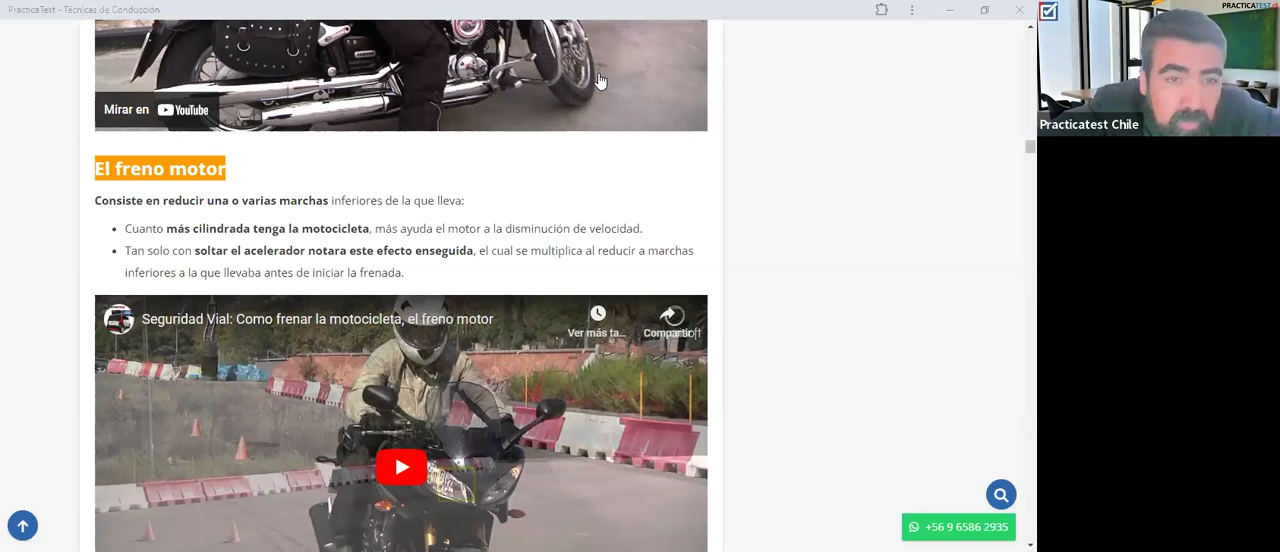 PracticaTest - Técnicas de Conducción
PRACTICATEST
Mirar en YouTube
Practicatest Chile
El freno motor
Consiste en reducir una o varias marchas inferiores de la que lleva:
Cuanto más cilindrada tenga la motocicleta, más ayuda el motor a la disminución de velocidad.
Tan solo con soltar el acelerador notara este efecto enseguida, el cual se multiplica al reducir a marchas
inferiores a la que llevaba antes de iniciar la frenada.
Seguridad Vial: Como frenar la motocicleta, el freno motor
Ver más ta...
Compartir
+56 9 6586 2935